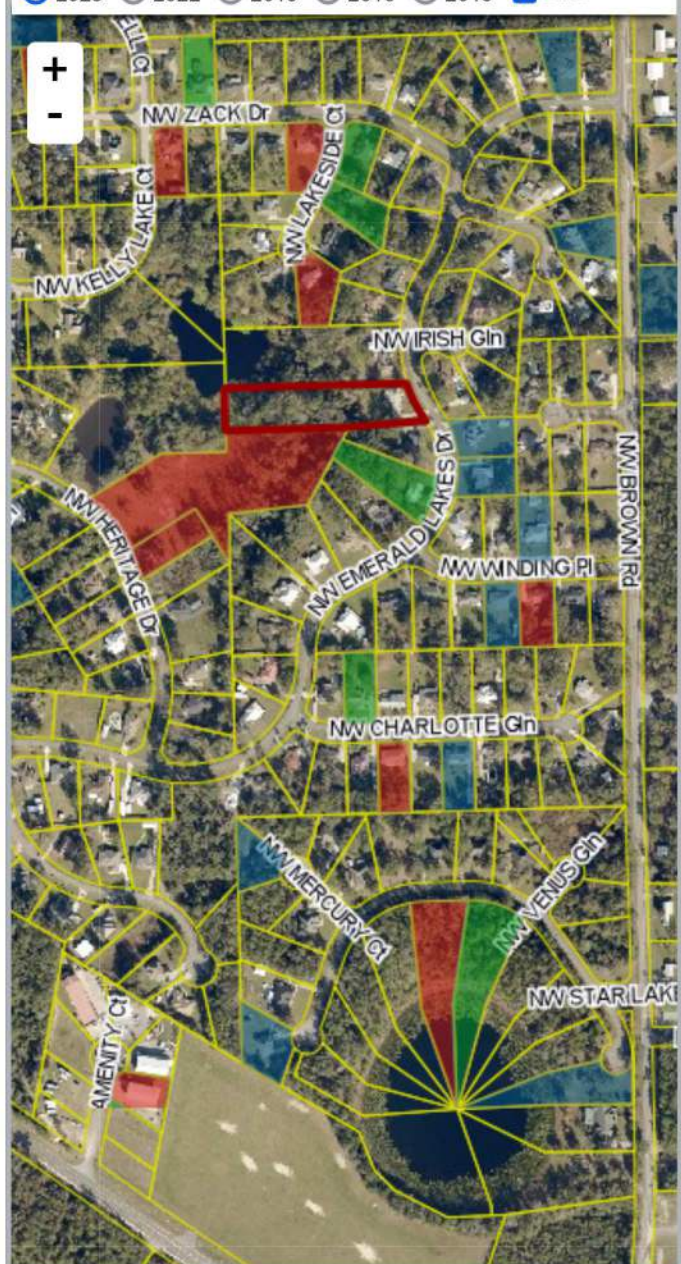 +
-
NW ZACK Dr
NW LAKESIDE Ct
NW KELLY LAKE Ct
NW IRISH Gln
NW HERITAGE Dr
NW EMERALD LAKES Dr
NW BROWN Rd
NW WINDING Pl
NW CHARLOTTE Gln
NW MERCURY Ct
NW VENUS Gln
NW STAR LAKE
AMENITY Ct